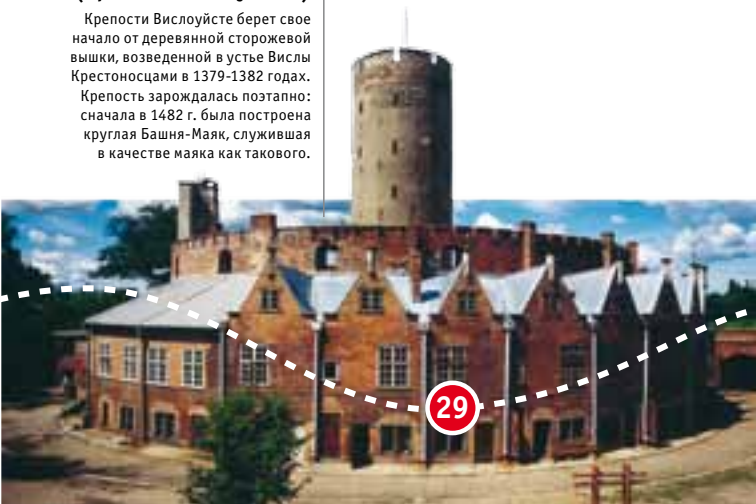 Крепости Вислоуйсте берет свое
начало от деревянной сторожевой
вышки, возведенной в устье Вислы
Крестоносцами в 1379-1382 годах.
Крепость зарождалась поэтапно:
сначала в 1482 г. была построена
круглая Башня-Маяк, служившая
в качестве маяка как такового.
29